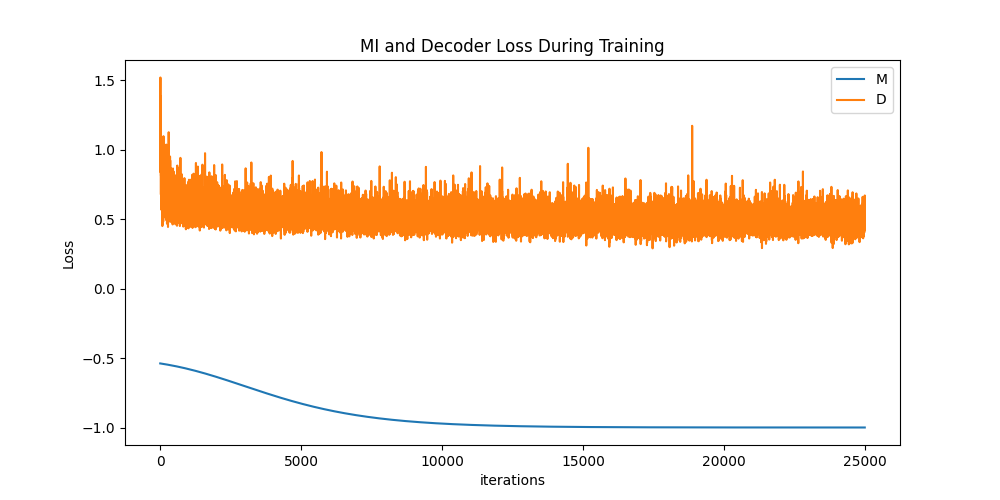 MI and Decoder Loss During Training
M
D
1.5
1.0
0.5
0.0
−0.5
−1.0
Loss
0 5000 10000 15000 20000 25000
iterations